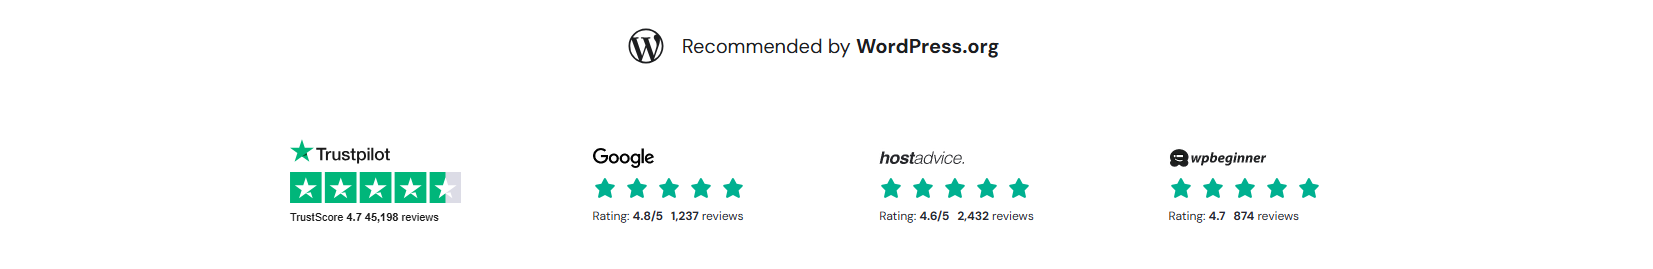 Recommended by WordPress.org
Trustpilot
TrustScore 4.7 45,198 reviews
Google
Rating: 4.8/5 1,237 reviews
hostadvice.
Rating: 4.6/5 2,432 reviews
wpbeginner
Rating: 4.7 874 reviews